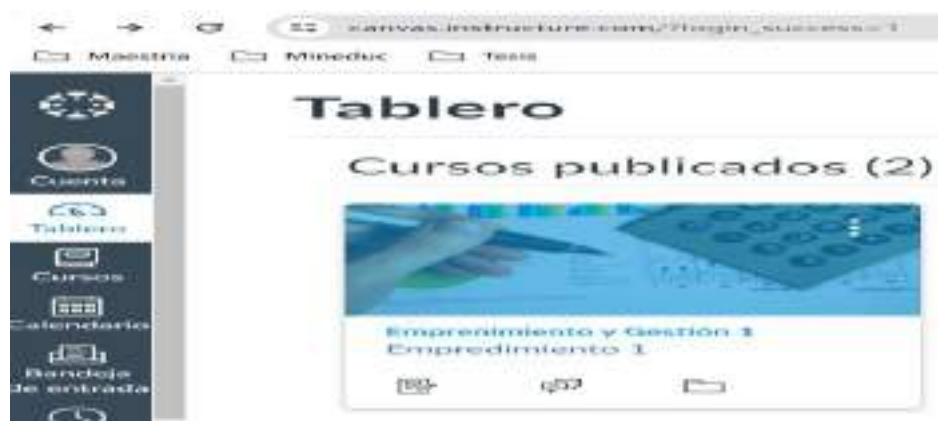 canvas.instructure.com/?login_success=1
Maestria Mineduc Tesis
Tablero
Cursos publicados (2)
Cuenta
Tablero
Cursos
Calendario
Bandeja
de entrada
Emprenimiento y Gestión 1
Empredimiento 1